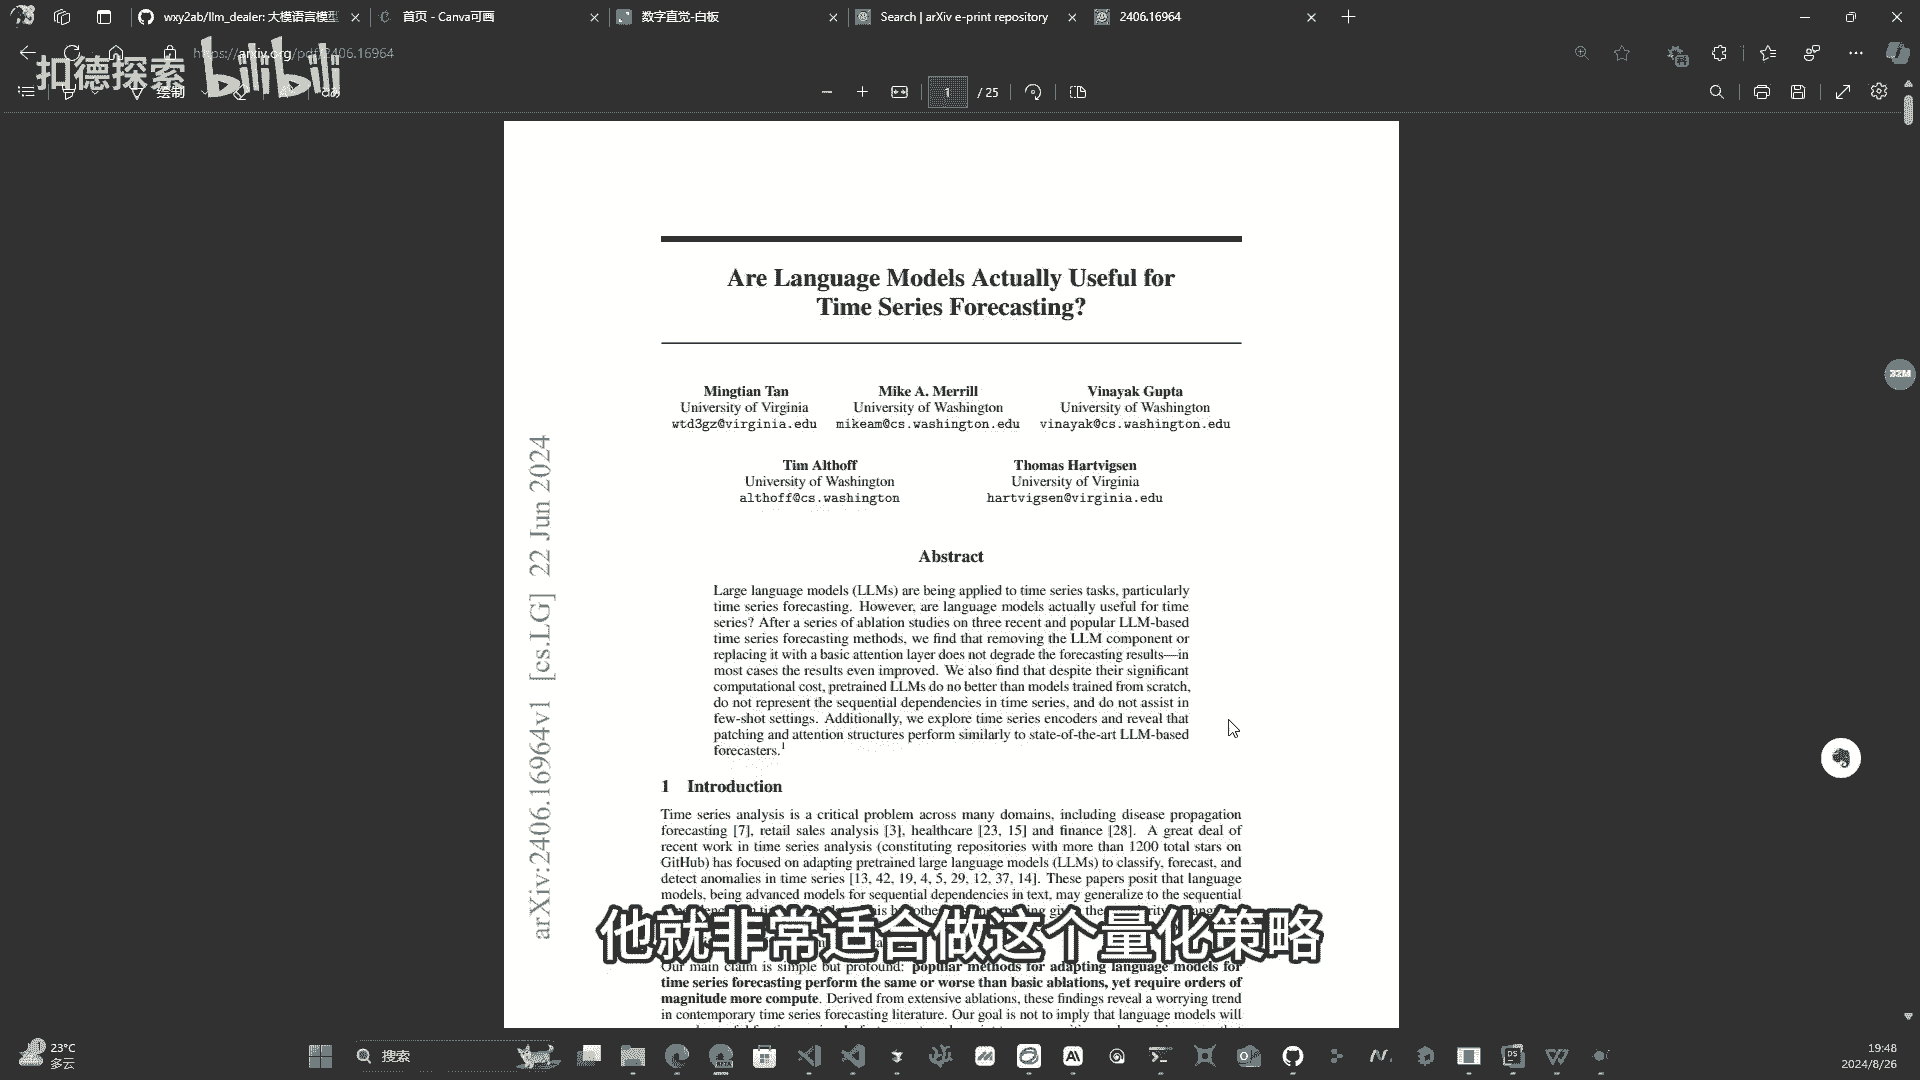 wxy2ab/llm_dealer: 大模语言模型
首页 - Canva可画
数字直觉-白板
Search | arXiv e-print repository
2406.16964
https://arxiv.org/pdf/2406.16964
扣德探索 bilibili
绘制
1 / 25
Are Language Models Actually Useful for
Time Series Forecasting?
Mingtian Tan
University of Virginia
wtd3gz@virginia.edu
Mike A. Merrill
University of Washington
mikeam@cs.washington.edu
Vinayak Gupta
University of Washington
vinayak@cs.washington.edu
Tim Althoff
University of Washington
althoff@cs.washington
Thomas Hartvigsen
University of Virginia
hartvigsen@virginia.edu
arXiv:2406.16964v1 [cs.LG] 22 Jun 2024
Abstract
Large language models (LLMs) are being applied to time series tasks, particularly
time series forecasting. However, are language models actually useful for time
series? After a series of ablation studies on three recent and popular LLM-based
time series forecasting methods, we find that removing the LLM component or
replacing it with a basic attention layer does not degrade the forecasting results—in
most cases the results even improved. We also find that despite their significant
computational cost, pretrained LLMs do no better than models trained from scratch,
do not represent the sequential dependencies in time series, and do not assist in
few-shot settings. Additionally, we explore time series encoders and reveal that
patching and attention structures perform similarly to state-of-the-art LLM-based
forecasters.1
1 Introduction
Time series analysis is a critical problem across many domains, including disease propagation
forecasting [7], retail sales analysis [3], healthcare [23, 15] and finance [28]. A great deal of
recent work in time series analysis (constituting repositories with more than 1200 total stars on
GitHub) has focused on adapting pretrained large language models (LLMs) to classify, forecast, and
detect anomalies in time series [13, 42, 19, 4, 5, 29, 12, 37, 14]. These papers posit that language
models, being advanced models for sequential dependencies in text, may generalize to the sequential
他就非常适合做这个量化策略
Our main claim is simple but profound: popular methods for adapting language models for
time series forecasting perform the same or worse than basic ablations, yet require orders of
magnitude more compute. Derived from extensive ablations, these findings reveal a worrying trend
in contemporary time series forecasting literature. Our goal is not to imply that language models will
23°C
多云
搜索
19:48
2024/8/26